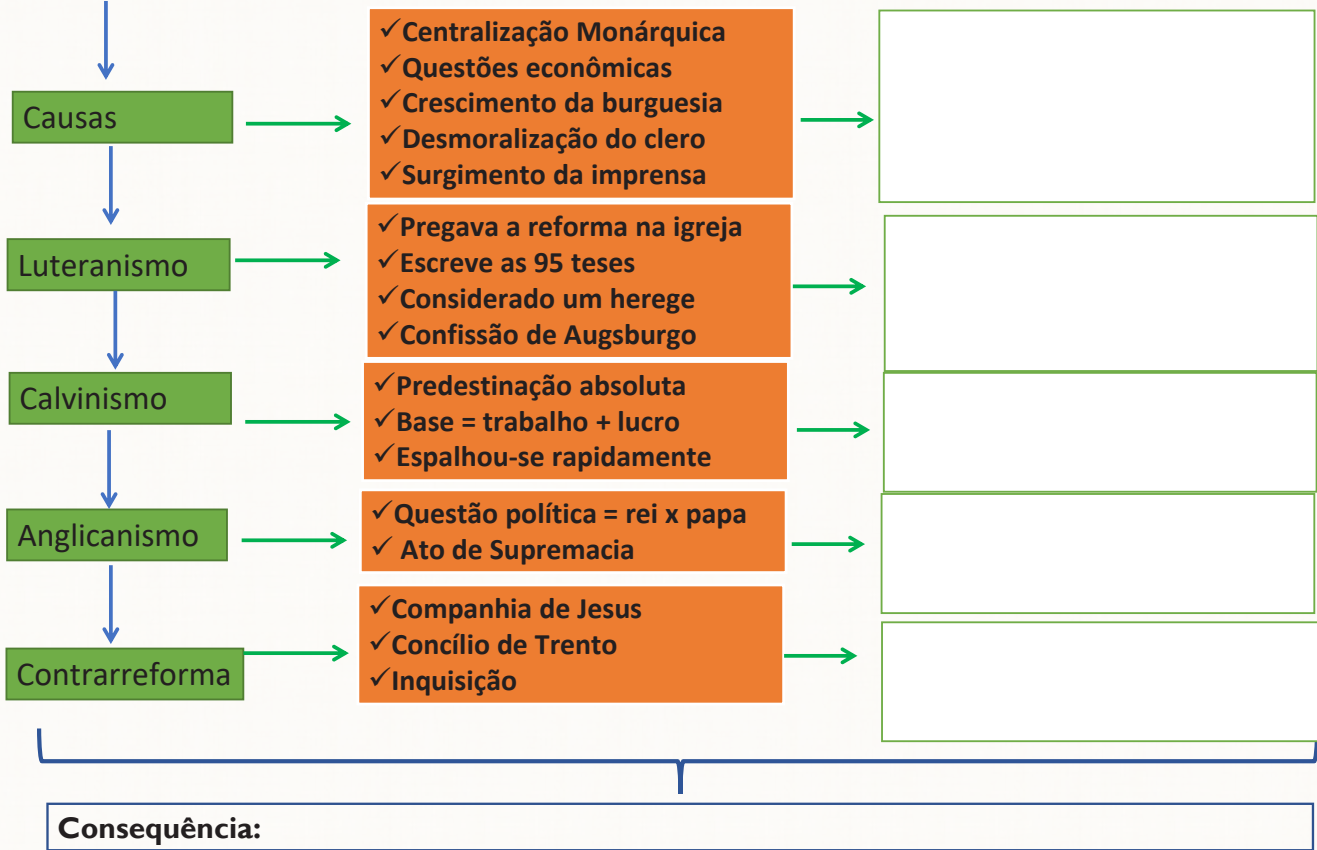 Causas
✓Centralização Monárquica
✓Questões econômicas
✓Crescimento da burguesia
✓Desmoralização do clero
✓Surgimento da imprensa
Luteranismo
✓Pregava a reforma na igreja
✓Escreve as 95 teses
✓Considerado um herege
✓Confissão de Augsburgo
Calvinismo
✓Predestinação absoluta
✓Base = trabalho + lucro
✓Espalhou-se rapidamente
Anglicanismo
✓Questão política = rei x papa
✓ Ato de Supremacia
Contrarreforma
✓Companhia de Jesus
✓Concílio de Trento
✓Inquisição
Consequência: